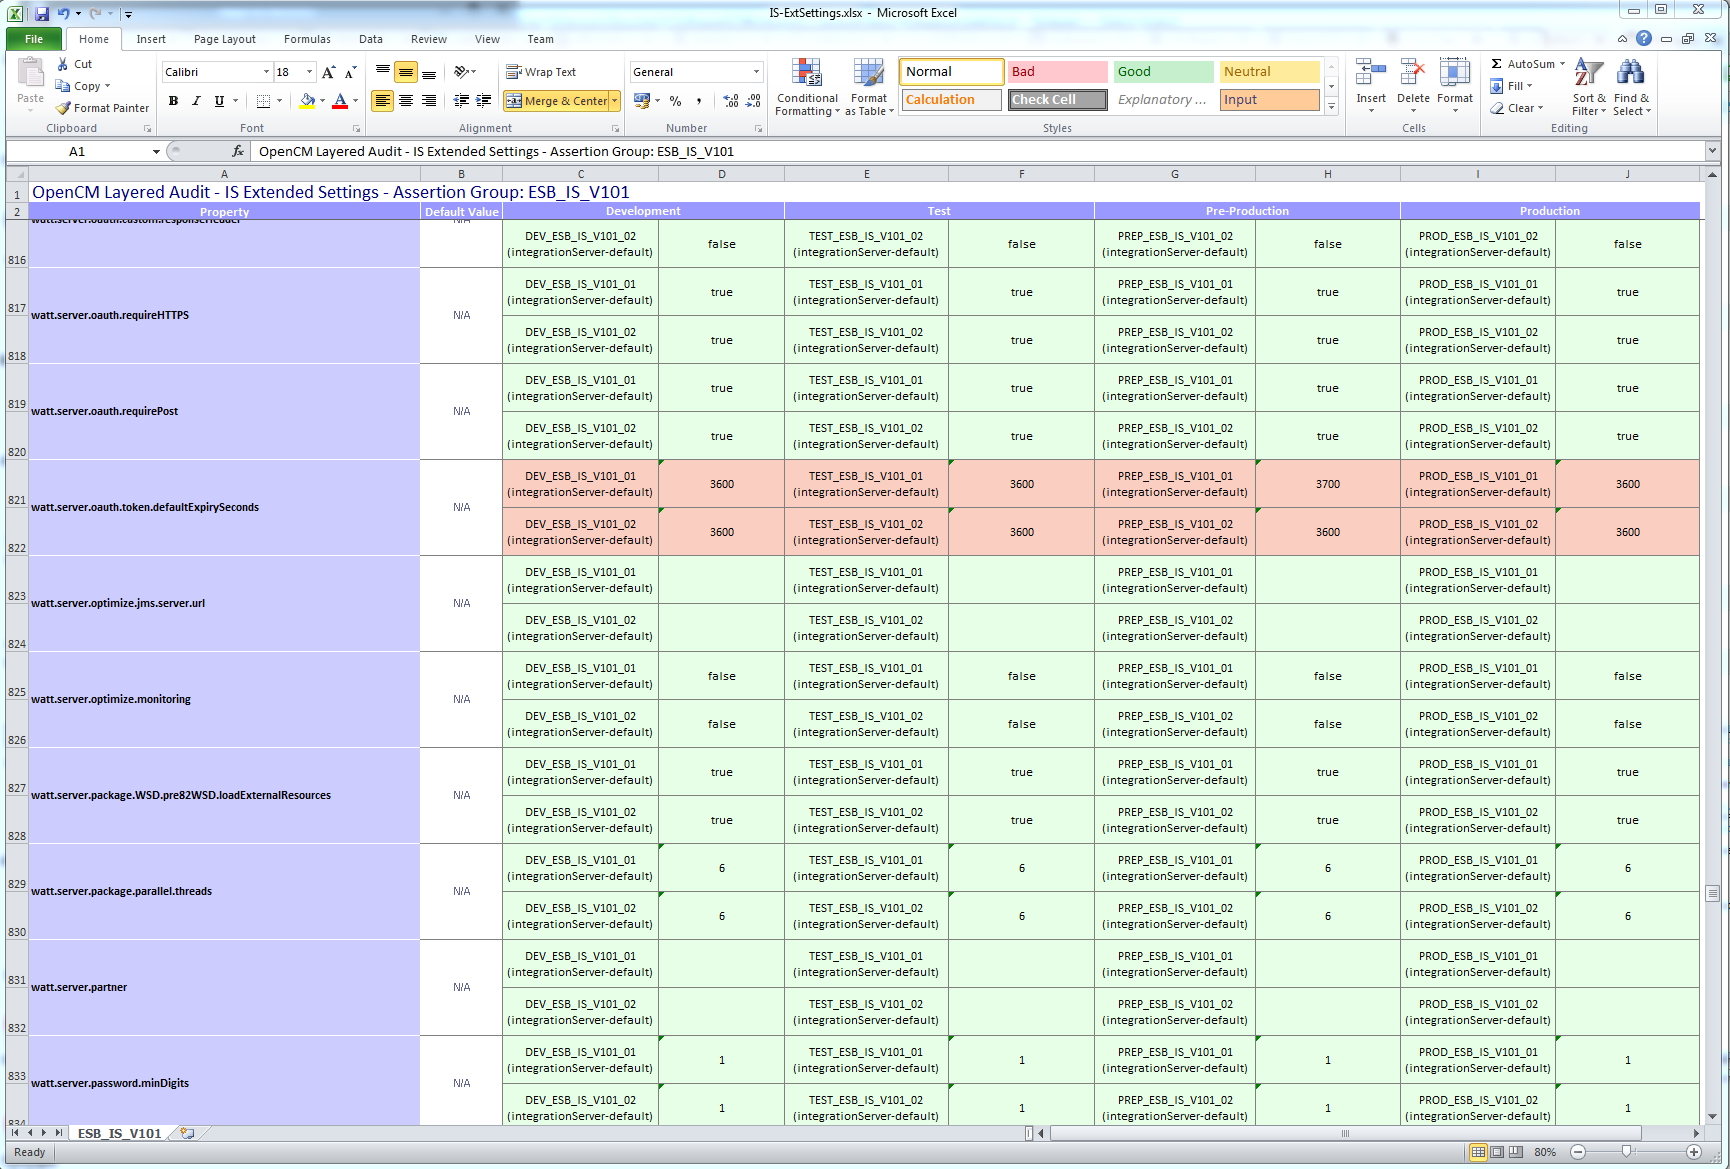 IS-ExtSettings.xlsx - Microsoft Excel
File Home Insert Page Layout Formulas Data Review View Team
Paste
Cut
Copy
Format Painter
Clipboard
Calibri 18
B I U
Font
Wrap Text
Merge & Center
Alignment
General
Number
Conditional Formatting
Format as Table
Normal Bad Good Neutral
Calculation Check Cell Explanatory ... Input
Styles
Insert Delete Format
Cells
AutoSum
Fill
Clear
Sort & Filter
Find & Select
Editing
A1 fx OpenCM Layered Audit - IS Extended Settings - Assertion Group: ESB_IS_V101
A B C D E F G H I J
1 OpenCM Layered Audit - IS Extended Settings - Assertion Group: ESB_IS_V101
2 Property Default Value Development Test Pre-Production Production
watt.server.oauth.custom.responseHeader N/A
816 DEV_ESB_IS_V101_02 (integrationServer-default) false TEST_ESB_IS_V101_02 (integrationServer-default) false PREP_ESB_IS_V101_02 (integrationServer-default) false PROD_ESB_IS_V101_02 (integrationServer-default) false
817 DEV_ESB_IS_V101_01 (integrationServer-default) true TEST_ESB_IS_V101_01 (integrationServer-default) true PREP_ESB_IS_V101_01 (integrationServer-default) true PROD_ESB_IS_V101_01 (integrationServer-default) true
watt.server.oauth.requireHTTPS N/A
818 DEV_ESB_IS_V101_02 (integrationServer-default) true TEST_ESB_IS_V101_02 (integrationServer-default) true PREP_ESB_IS_V101_02 (integrationServer-default) true PROD_ESB_IS_V101_02 (integrationServer-default) true
819 DEV_ESB_IS_V101_01 (integrationServer-default) true TEST_ESB_IS_V101_01 (integrationServer-default) true PREP_ESB_IS_V101_01 (integrationServer-default) true PROD_ESB_IS_V101_01 (integrationServer-default) true
watt.server.oauth.requirePost N/A
820 DEV_ESB_IS_V101_02 (integrationServer-default) true TEST_ESB_IS_V101_02 (integrationServer-default) true PREP_ESB_IS_V101_02 (integrationServer-default) true PROD_ESB_IS_V101_02 (integrationServer-default) true
821 DEV_ESB_IS_V101_01 (integrationServer-default) 3600 TEST_ESB_IS_V101_01 (integrationServer-default) 3600 PREP_ESB_IS_V101_01 (integrationServer-default) 3700 PROD_ESB_IS_V101_01 (integrationServer-default) 3600
watt.server.oauth.token.defaultExpirySeconds N/A
822 DEV_ESB_IS_V101_02 (integrationServer-default) 3600 TEST_ESB_IS_V101_02 (integrationServer-default) 3600 PREP_ESB_IS_V101_02 (integrationServer-default) 3600 PROD_ESB_IS_V101_02 (integrationServer-default) 3600
823 DEV_ESB_IS_V101_01 (integrationServer-default) TEST_ESB_IS_V101_01 (integrationServer-default) PREP_ESB_IS_V101_01 (integrationServer-default) PROD_ESB_IS_V101_01 (integrationServer-default)
watt.server.optimize.jms.server.url N/A
824 DEV_ESB_IS_V101_02 (integrationServer-default) TEST_ESB_IS_V101_02 (integrationServer-default) PREP_ESB_IS_V101_02 (integrationServer-default) PROD_ESB_IS_V101_02 (integrationServer-default)
825 DEV_ESB_IS_V101_01 (integrationServer-default) false TEST_ESB_IS_V101_01 (integrationServer-default) false PREP_ESB_IS_V101_01 (integrationServer-default) false PROD_ESB_IS_V101_01 (integrationServer-default) false
watt.server.optimize.monitoring N/A
826 DEV_ESB_IS_V101_02 (integrationServer-default) false TEST_ESB_IS_V101_02 (integrationServer-default) false PREP_ESB_IS_V101_02 (integrationServer-default) false PROD_ESB_IS_V101_02 (integrationServer-default) false
827 DEV_ESB_IS_V101_01 (integrationServer-default) true TEST_ESB_IS_V101_01 (integrationServer-default) true PREP_ESB_IS_V101_01 (integrationServer-default) true PROD_ESB_IS_V101_01 (integrationServer-default) true
watt.server.package.WSD.pre82WSD.loadExternalResources N/A
828 DEV_ESB_IS_V101_02 (integrationServer-default) true TEST_ESB_IS_V101_02 (integrationServer-default) true PREP_ESB_IS_V101_02 (integrationServer-default) true PROD_ESB_IS_V101_02 (integrationServer-default) true
829 DEV_ESB_IS_V101_01 (integrationServer-default) 6 TEST_ESB_IS_V101_01 (integrationServer-default) 6 PREP_ESB_IS_V101_01 (integrationServer-default) 6 PROD_ESB_IS_V101_01 (integrationServer-default) 6
watt.server.package.parallel.threads N/A
830 DEV_ESB_IS_V101_02 (integrationServer-default) 6 TEST_ESB_IS_V101_02 (integrationServer-default) 6 PREP_ESB_IS_V101_02 (integrationServer-default) 6 PROD_ESB_IS_V101_02 (integrationServer-default) 6
831 DEV_ESB_IS_V101_01 (integrationServer-default) TEST_ESB_IS_V101_01 (integrationServer-default) PREP_ESB_IS_V101_01 (integrationServer-default) PROD_ESB_IS_V101_01 (integrationServer-default)
watt.server.partner N/A
832 DEV_ESB_IS_V101_02 (integrationServer-default) TEST_ESB_IS_V101_02 (integrationServer-default) PREP_ESB_IS_V101_02 (integrationServer-default) PROD_ESB_IS_V101_02 (integrationServer-default)
833 DEV_ESB_IS_V101_01 (integrationServer-default) 1 TEST_ESB_IS_V101_01 (integrationServer-default) 1 PREP_ESB_IS_V101_01 (integrationServer-default) 1 PROD_ESB_IS_V101_01 (integrationServer-default) 1
watt.server.password.minDigits N/A
834 DEV_ESB_IS_V101_02 (integrationServer-default) 1 TEST_ESB_IS_V101_02 (integrationServer-default) 1 PREP_ESB_IS_V101_02 (integrationServer-default) 1 PROD_ESB_IS_V101_02 (integrationServer-default) 1
ESB_IS_V101
Ready 80%